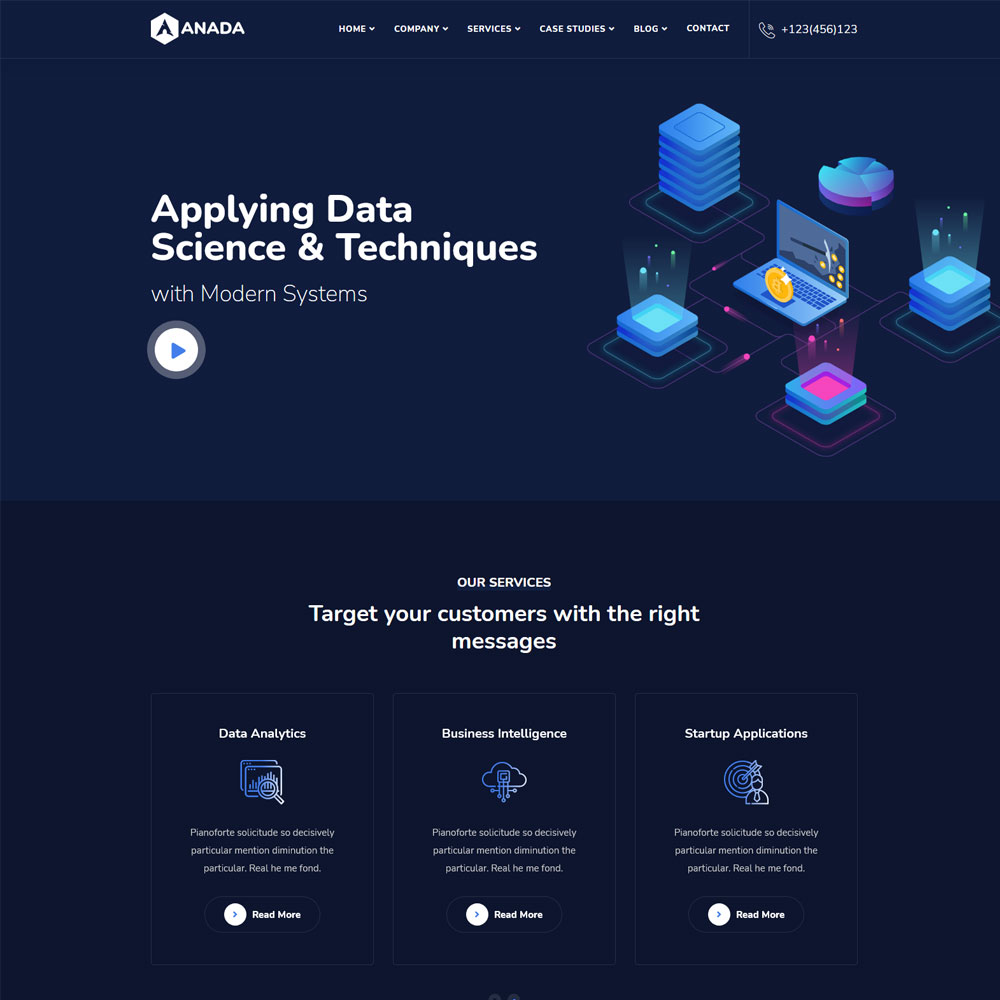 ANADA
HOME
COMPANY
SERVICES
CASE STUDIES
BLOG
CONTACT
+123(456)123
Applying Data
Science & Techniques
with Modern Systems
OUR SERVICES
Target your customers with the right
messages
Data Analytics
Pianoforte solicitude so decisively
particular mention diminution the
particular. Real he me fond.
Read More
Business Intelligence
Pianoforte solicitude so decisively
particular mention diminution the
particular. Real he me fond.
Read More
Startup Applications
Pianoforte solicitude so decisively
particular mention diminution the
particular. Real he me fond.
Read More